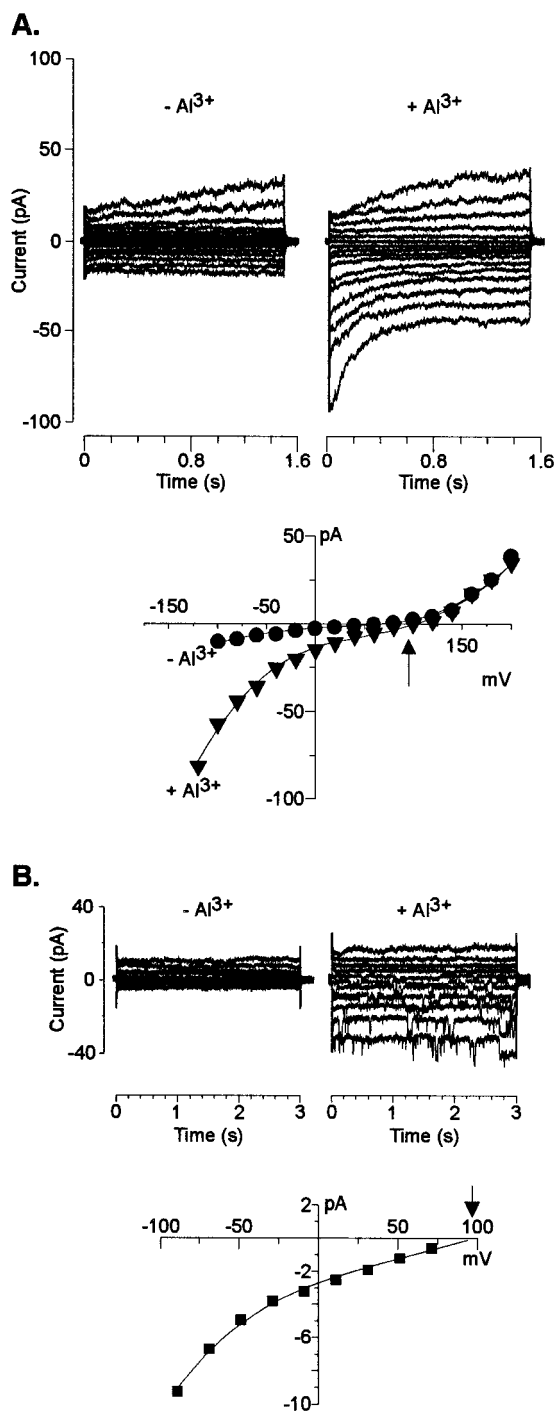 A.
- Al3+ + Al3+
100
50
0
-50
-100
Current (pA)
0 0.8 1.6 0 0.8 1.6
Time (s) Time (s)
50 pA
-150 -50 150
mV
- Al3+
-50
+ Al3+
-100
B.
- Al3+ + Al3+
40
0
-40
Current (pA)
0 1 2 3 0 1 2 3
Time (s) Time (s)
2 pA
-100 -50 50 100
mV
-2
-6
-10